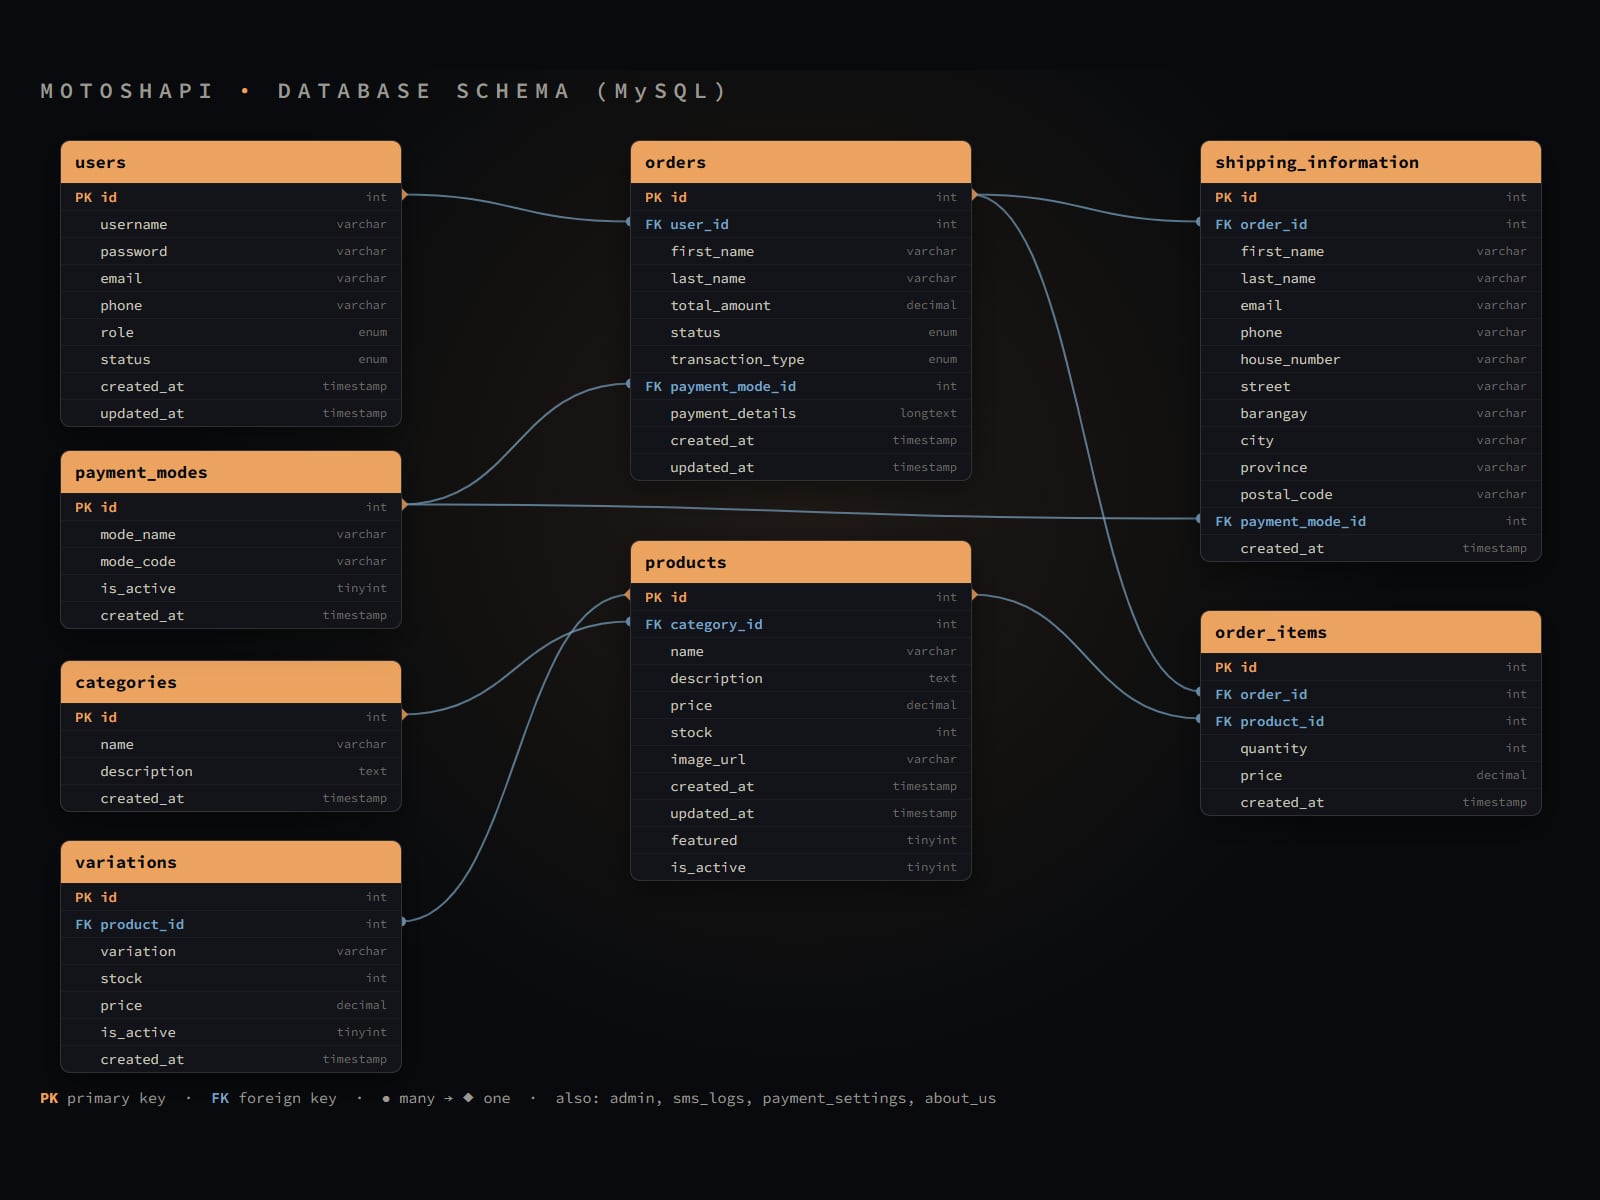 MOTOSHAPI • DATABASE SCHEMA (MySQL)
users
PK id int
username varchar
password varchar
email varchar
phone varchar
role enum
status enum
created_at timestamp
updated_at timestamp
payment_modes
PK id int
mode_name varchar
mode_code varchar
is_active tinyint
created_at timestamp
categories
PK id int
name varchar
description text
created_at timestamp
variations
PK id int
FK product_id int
variation varchar
stock int
price decimal
is_active tinyint
created_at timestamp
orders
PK id int
FK user_id int
first_name varchar
last_name varchar
total_amount decimal
status enum
transaction_type enum
FK payment_mode_id int
payment_details longtext
created_at timestamp
updated_at timestamp
products
PK id int
FK category_id int
name varchar
description text
price decimal
stock int
image_url varchar
created_at timestamp
updated_at timestamp
featured tinyint
is_active tinyint
shipping_information
PK id int
FK order_id int
first_name varchar
last_name varchar
email varchar
phone varchar
house_number varchar
street varchar
barangay varchar
city varchar
province varchar
postal_code varchar
FK payment_mode_id int
created_at timestamp
order_items
PK id int
FK order_id int
FK product_id int
quantity int
price decimal
created_at timestamp
PK primary key · FK foreign key · ● many → ◆ one · also: admin, sms_logs, payment_settings, about_us